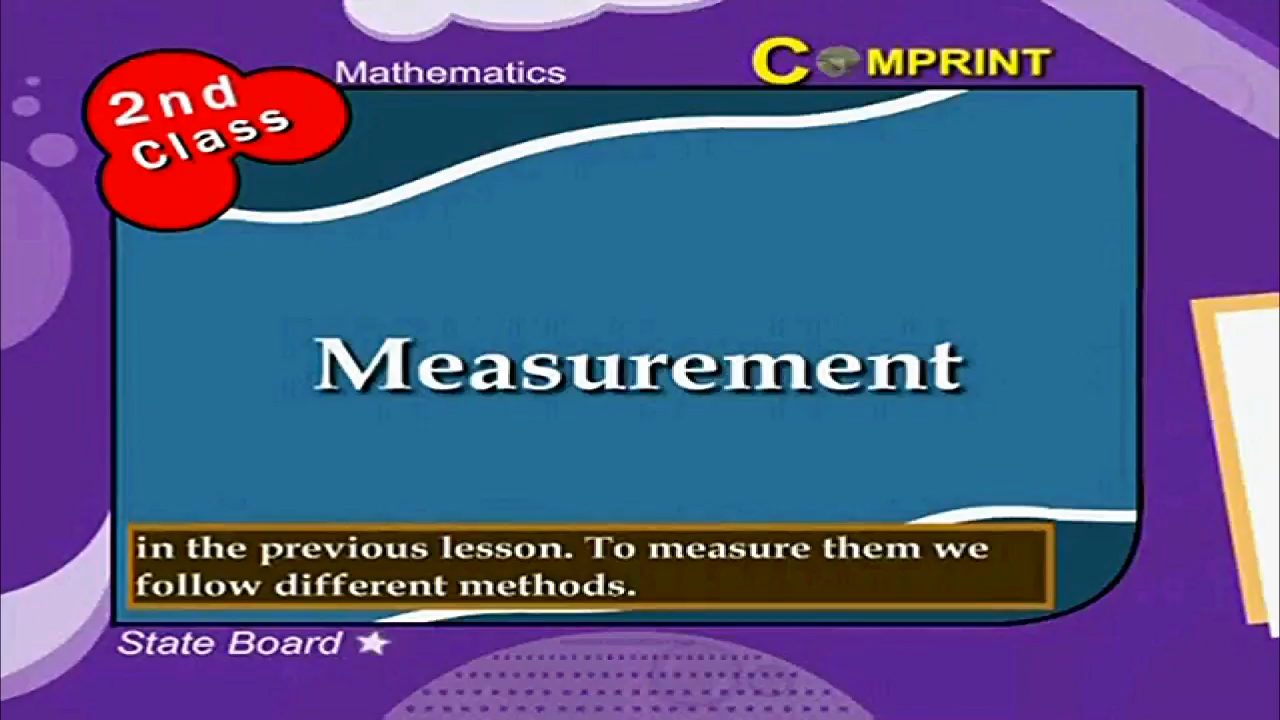 Mathematics
COMPRINT
2nd
Class
Measurement
in the previous lesson. To measure them we
follow different methods.
State Board